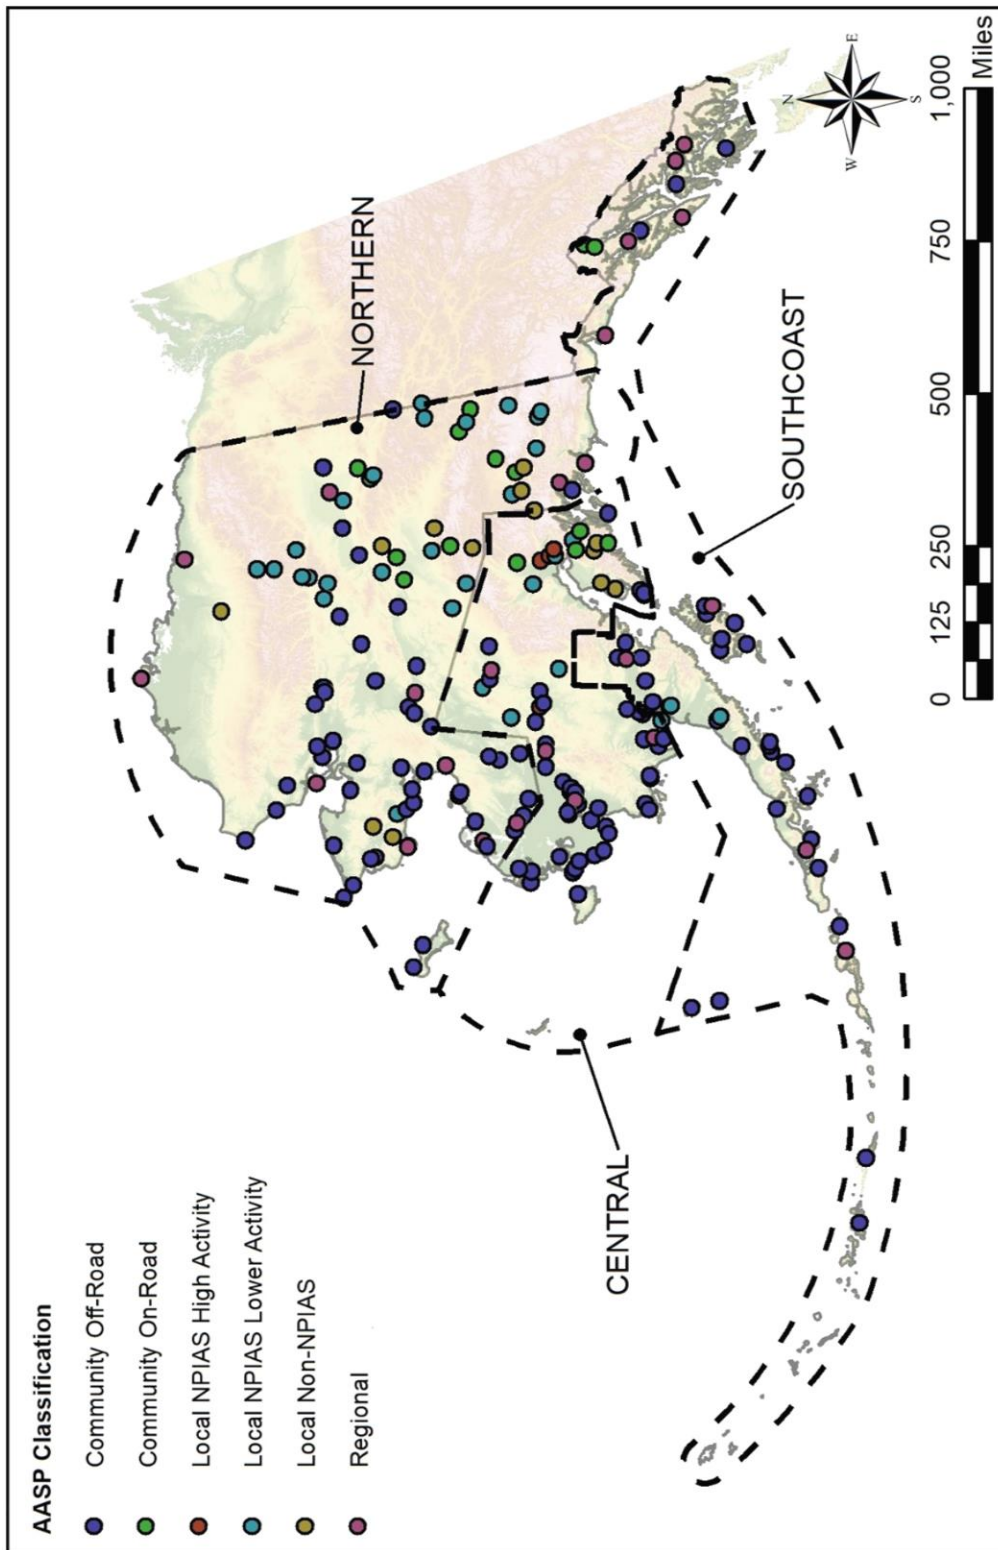 AASP Classification
Community Off-Road
Community On-Road
Local NPIAS High Activity
Local NPIAS Lower Activity
Local Non-NPIAS
Regional
NORTHERN
CENTRAL
SOUTHCOAST
N
W
E
S
0 125 250 500 750 1,000
Miles